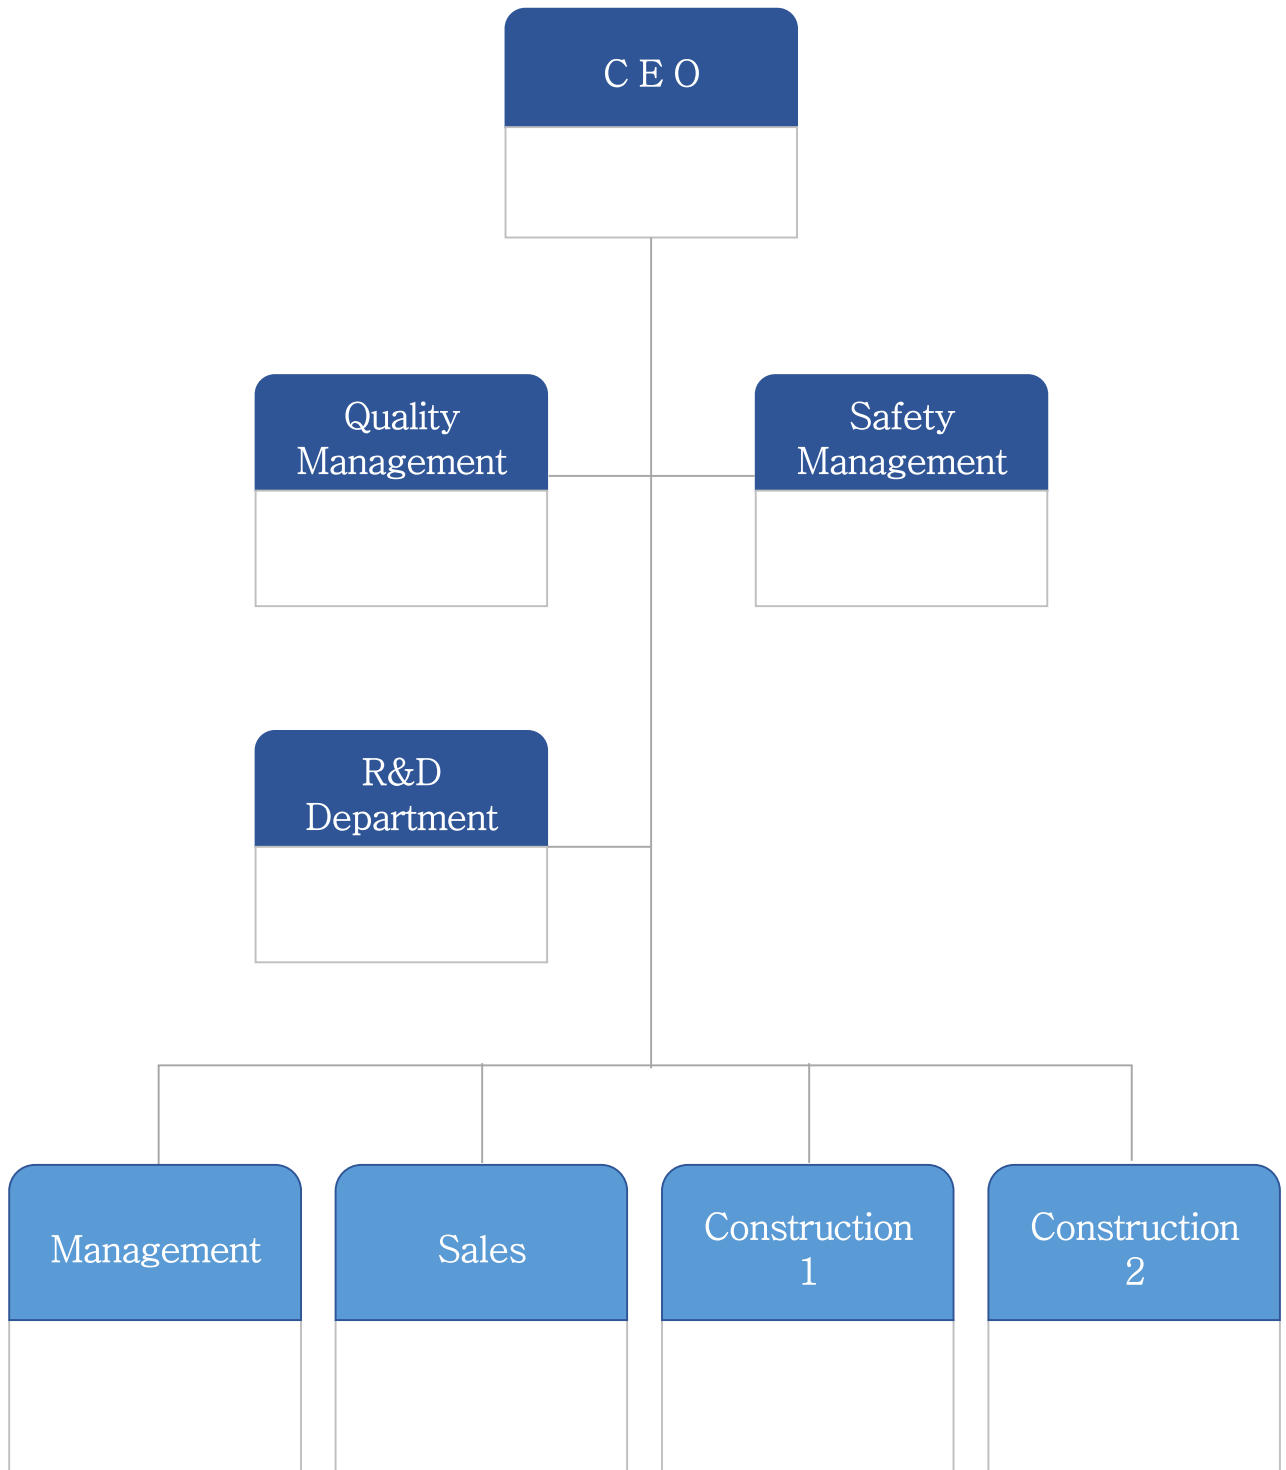 C E O
Quality
Management
Safety
Management
R&D
Department
Management
Sales
Construction
1
Construction
2